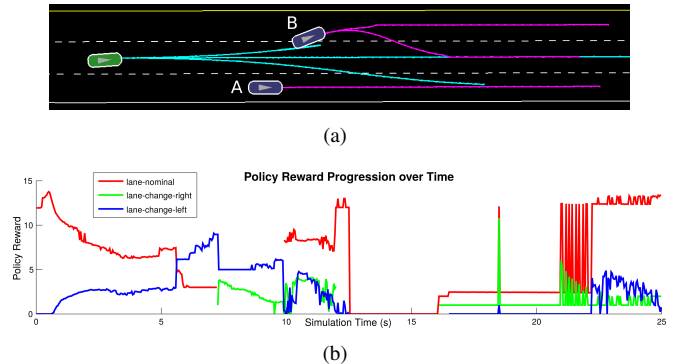 B
A
(a)
Policy Reward Progression over Time
lane-nominal
lane-change-right
lane-change-left
Policy Reward
15
10
5
0
0
5
10
15
20
25
Simulation Time (s)
(b)